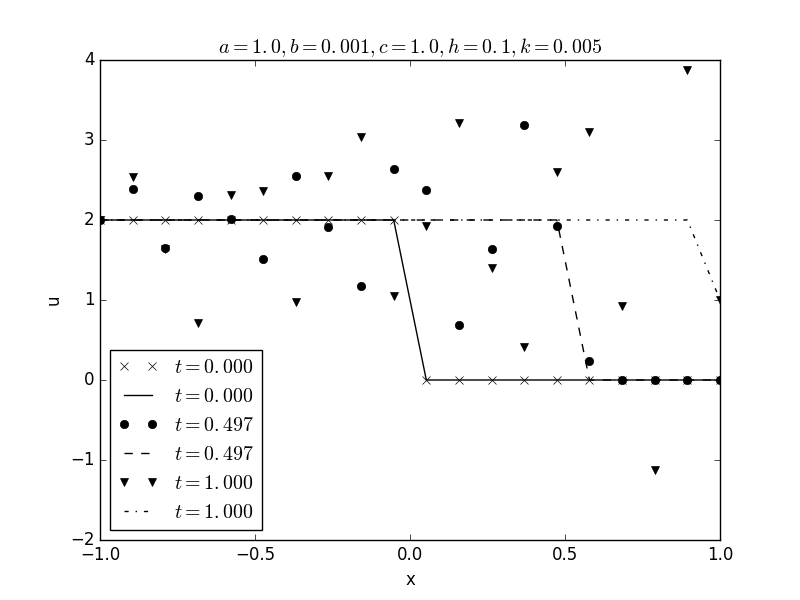 a = 1.0, b = 0.001, c = 1.0, h = 0.1, k = 0.005
4
3
2
1
0
−1
−2
u
t = 0.000
t = 0.000
t = 0.497
t = 0.497
t = 1.000
t = 1.000
−1.0 −0.5 0.0 0.5 1.0
x